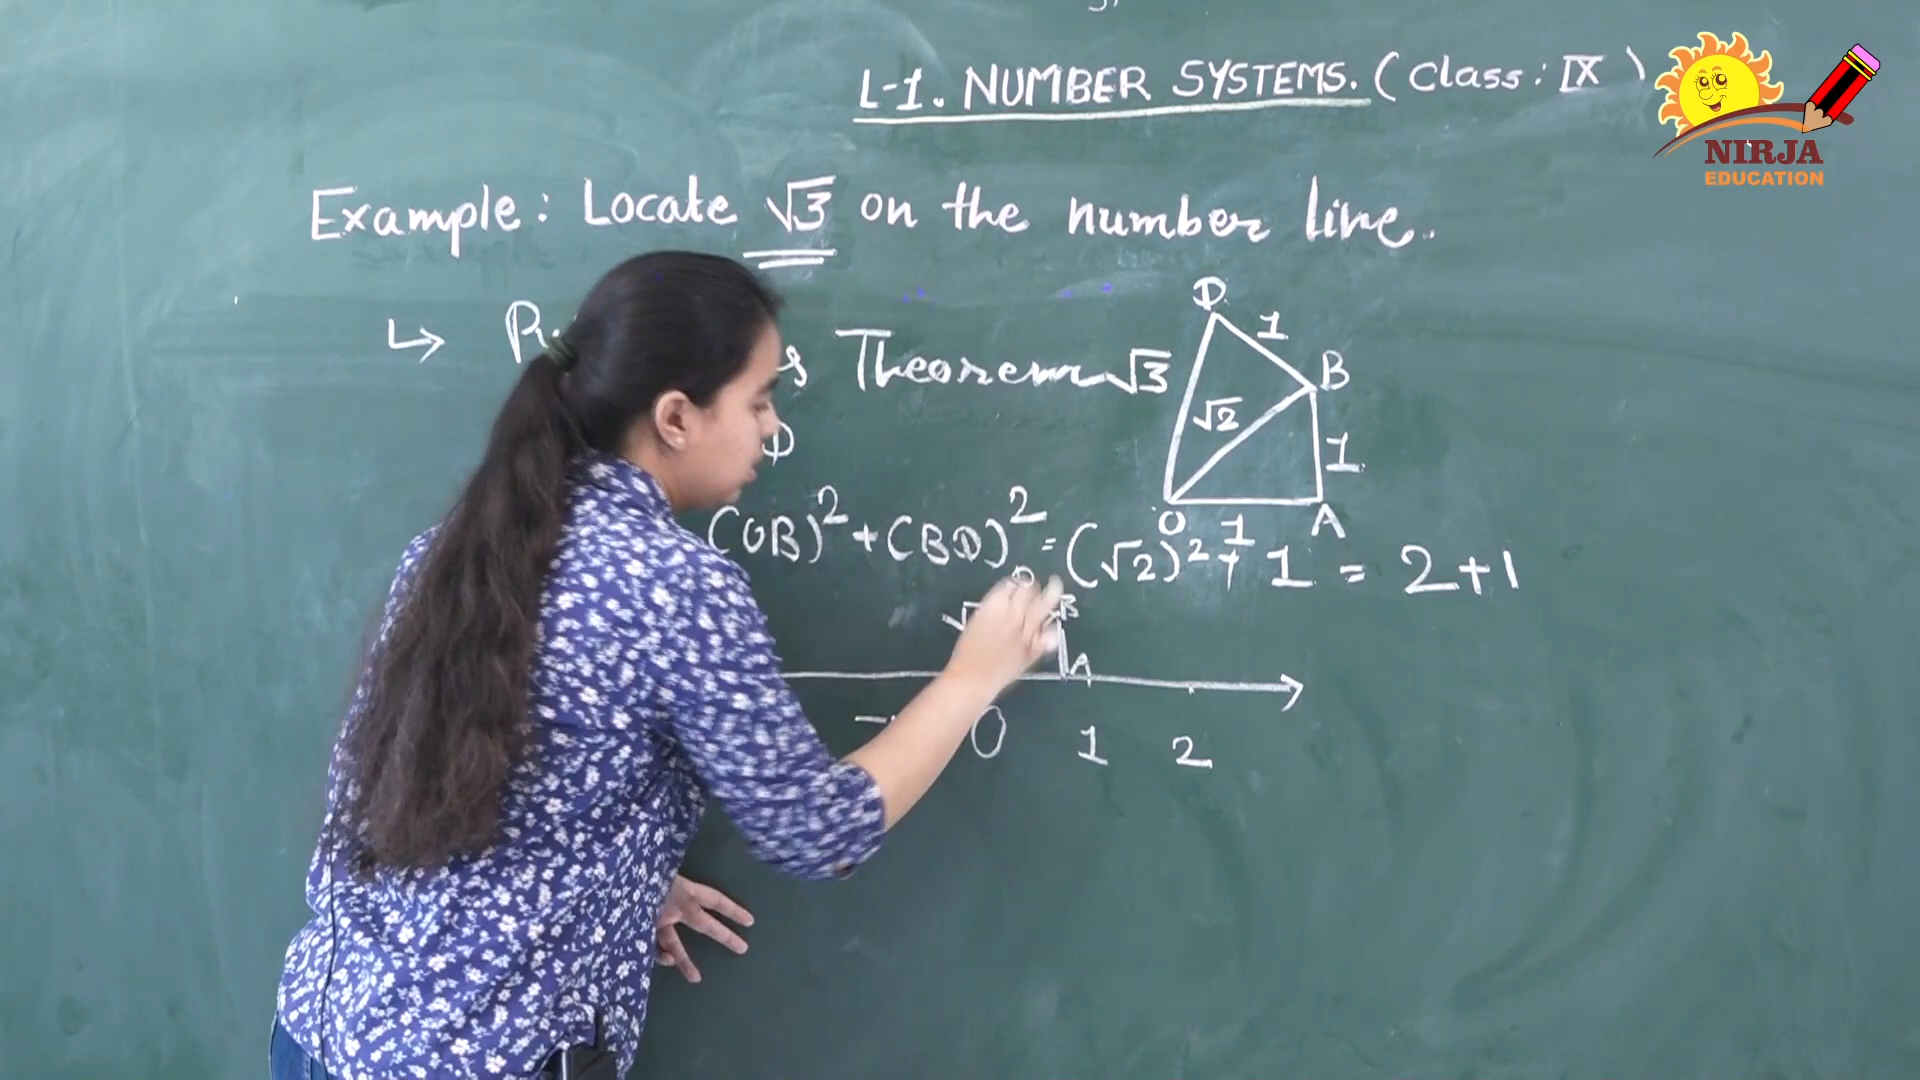 L-1. NUMBER SYSTEMS. (Class: IX)
NIRJA
EDUCATION
Example: Locate √3 on the number line.
↳ Theorem
D
1
√3
B
√2
1
O 1 A
D
(OB)² + (BD)² = (√2)² + 1 = 2+1
B
A
0 1 2